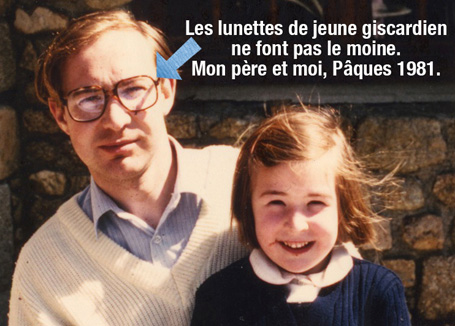 Les lunettes de jeune giscardien
ne font pas le moine.
Mon père et moi, Pâques 1981.